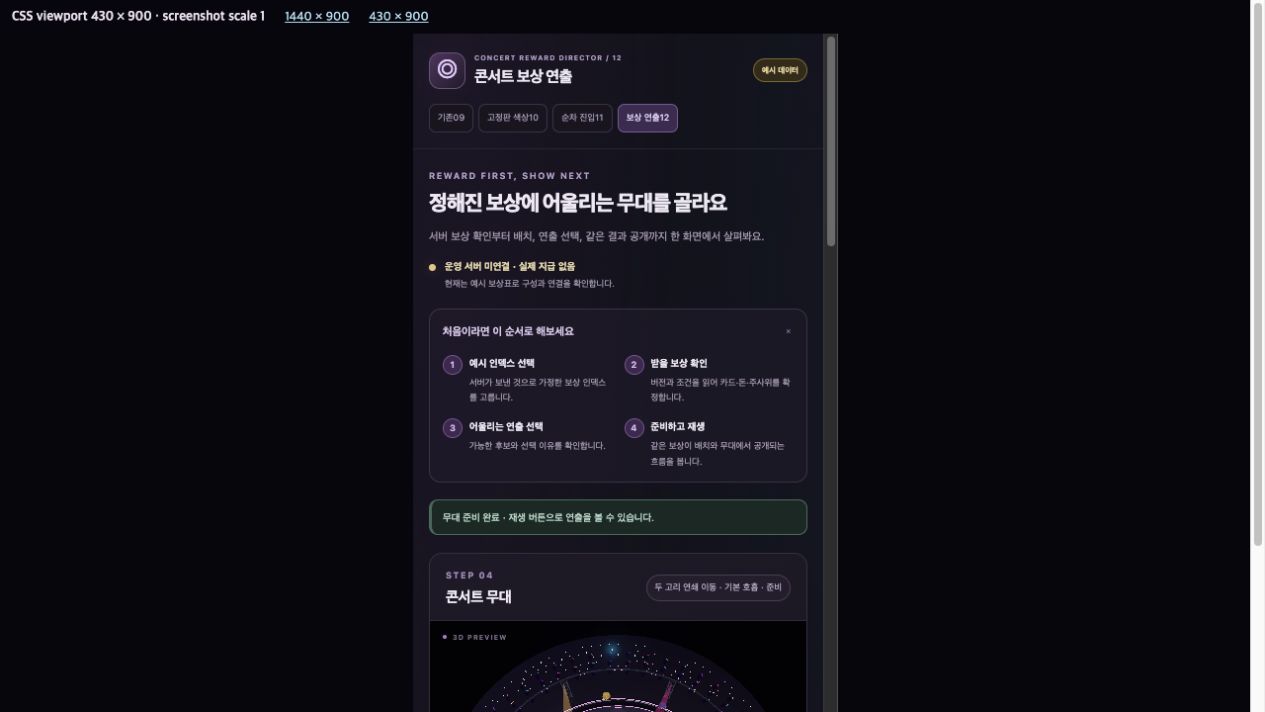 CSS viewport 430 × 900 · screenshot scale 1 1440 × 900 430 × 900
CONCERT REWARD DIRECTOR / 12
콘서트 보상 연출
예시 데이터
기존09 고정판 색상10 순차 진입11 보상 연출12
REWARD FIRST, SHOW NEXT
정해진 보상에 어울리는 무대를 골라요
서버 보상 확인부터 배치, 연출 선택, 같은 결과 공개까지 한 화면에서 살펴봐요.
운영 서버 미연결 · 실제 지급 없음
현재는 예시 보상표로 구성과 연결을 확인합니다.
처음이라면 이 순서로 해보세요 ×
1 예시 인덱스 선택
서버가 보낸 것으로 가정한 보상 인덱스
를 고릅니다.
2 받을 보상 확인
버전과 조건을 읽어 카드·돈·주사위를 확
정합니다.
3 어울리는 연출 선택
가능한 후보와 선택 이유를 확인합니다.
4 준비하고 재생
같은 보상이 배치와 무대에서 공개되는
흐름을 봅니다.
무대 준비 완료 · 재생 버튼으로 연출을 볼 수 있습니다.
STEP 04
콘서트 무대
두 고리 연쇄 이동 · 기본 호흡 · 준비
3D PREVIEW